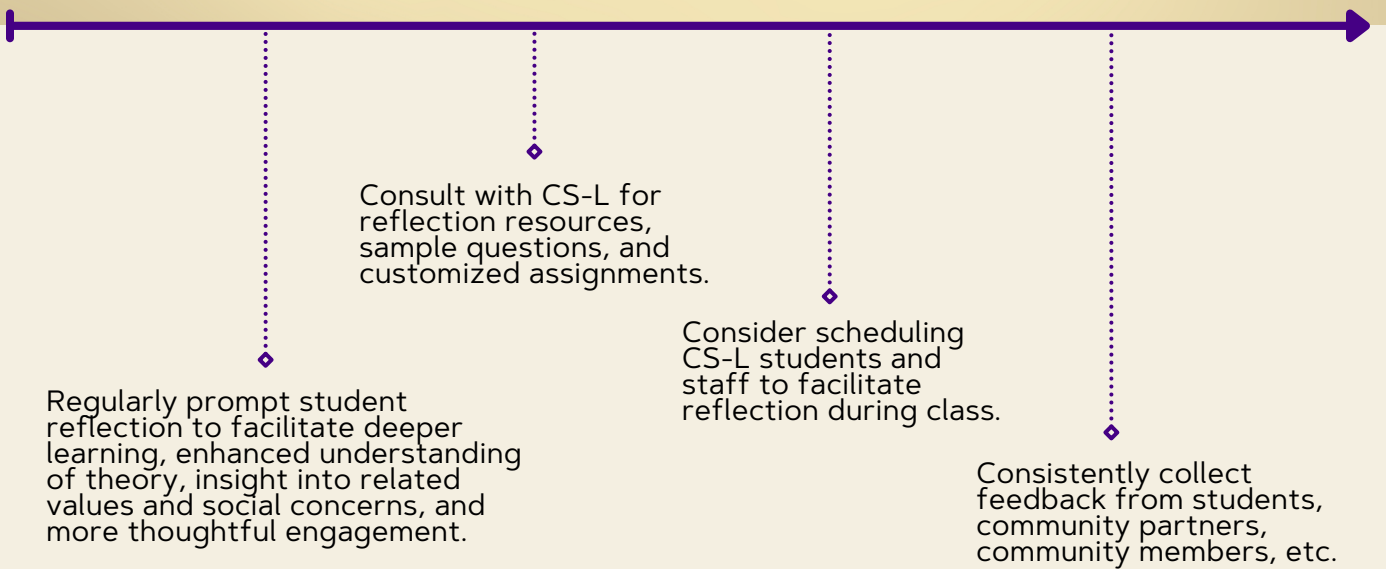 Regularly prompt student
reflection to facilitate deeper
learning, enhanced understanding
of theory, insight into related
values and social concerns, and
more thoughtful engagement.
Consult with CS-L for
reflection resources,
sample questions, and
customized assignments.
Consider scheduling
CS-L students and
staff to facilitate
reflection during class.
Consistently collect
feedback from students,
community partners,
community members, etc.